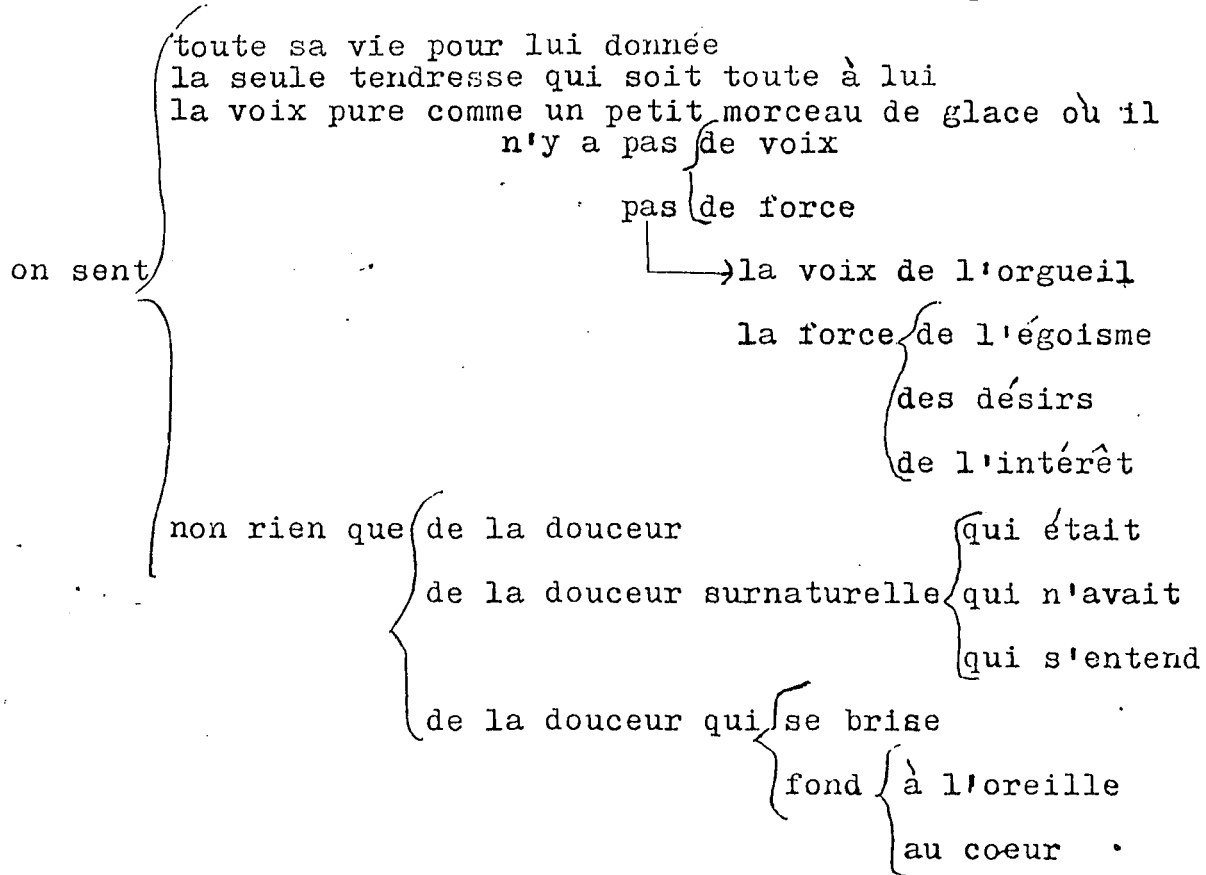 toute sa vie pour lui donnée
la seule tendresse qui soit toute à lui
la voix pure comme un petit morceau de glace où il
n'y a pas de voix
pas de force
on sent
la voix de l'orgueil
la force de l'égoisme
des désirs
de l'intérêt
non rien que de la douceur qui était
de la douceur surnaturelle qui n'avait
qui s'entend
de la douceur qui se brise
fond à l'oreille
au coeur